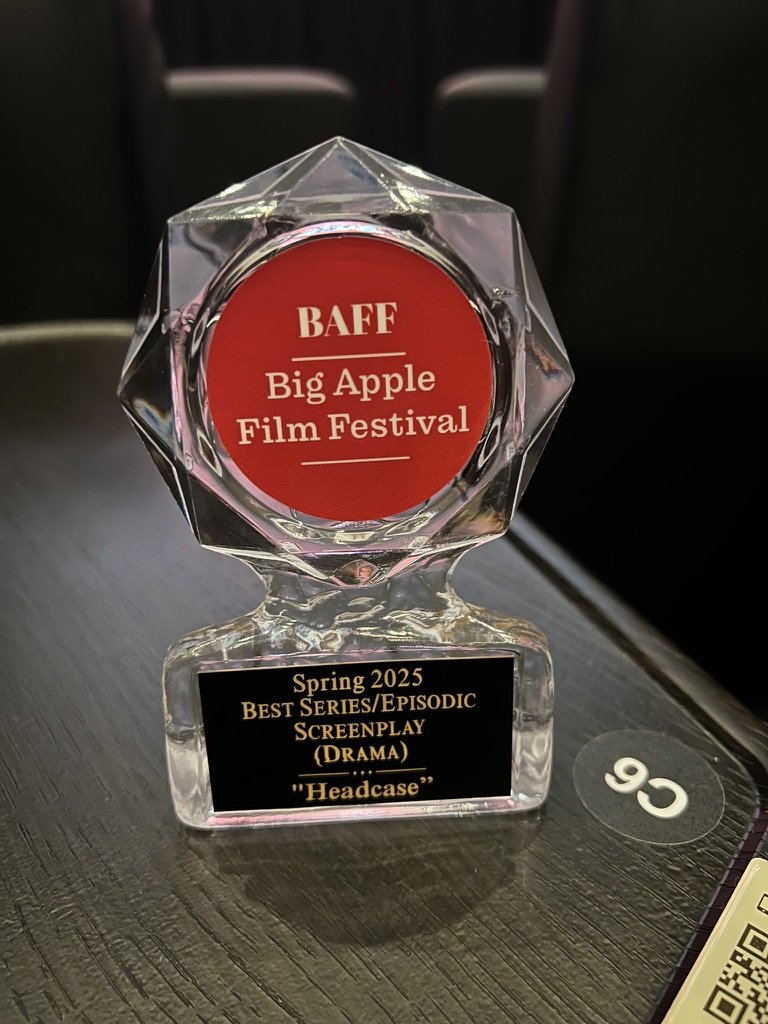 BAFF
Big Apple
Film Festival
Spring 2025
BEST SERIES/EPISODIC
SCREENPLAY
(DRAMA)
"Headcase”
C6